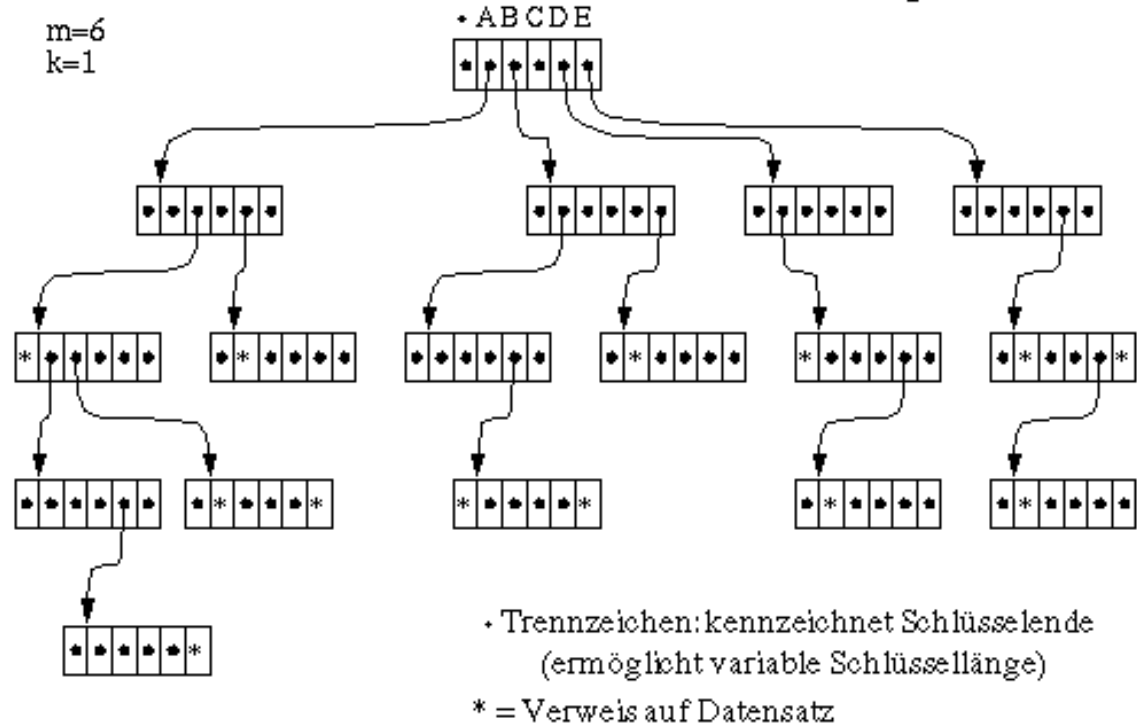 m=6
k=1
• A B C D E
• Trennzeichen: kennzeichnet Schlüsselende
(ermöglicht variable Schlüssellänge)
* = Verweis auf Datensatz